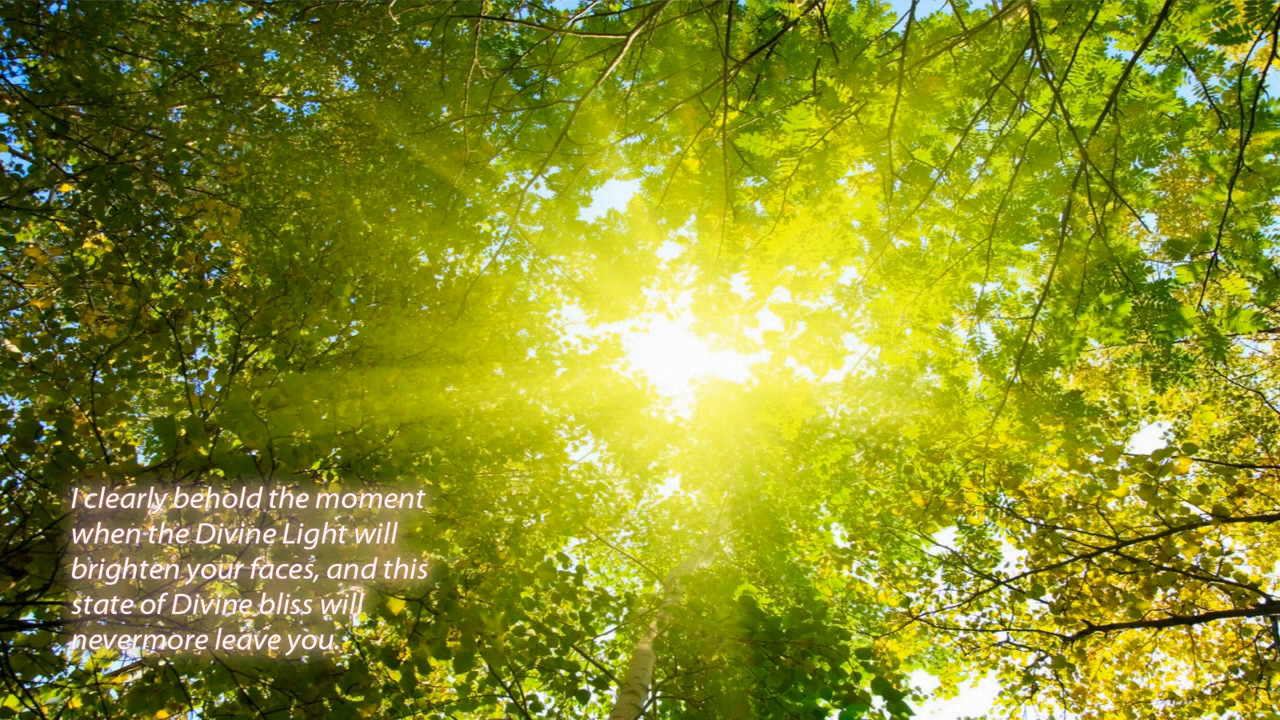 I clearly behold the moment
when the Divine Light will
brighten your faces, and this
state of Divine bliss will
nevermore leave you.